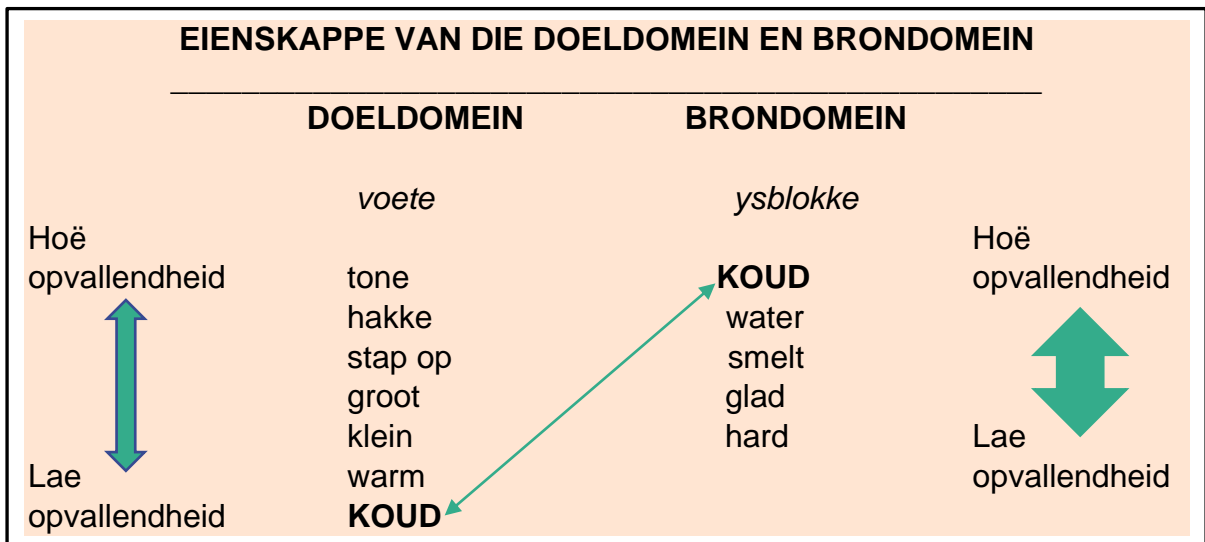 EIENSKAPPE VAN DIE DOELDOMEIN EN BRONDOMEIN
DOELDOMEIN BRONDOMEIN
voete ysblokke
Hoë Hoë
opvallendheid tone KOUD opvallendheid
hakke water
stap op smelt
groot glad
klein hard Lae
Lae warm opvallendheid
opvallendheid KOUD